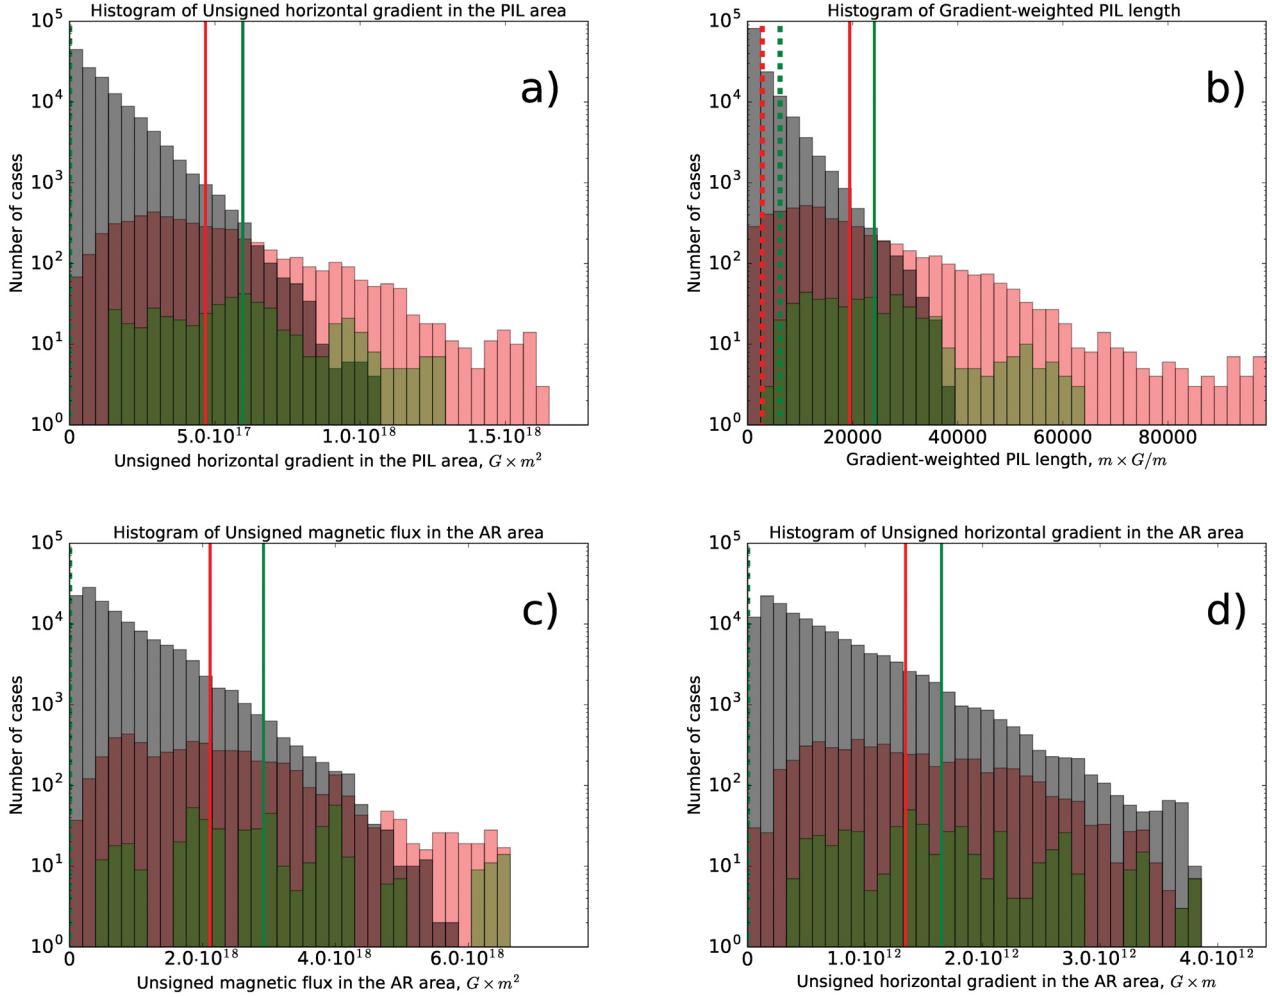 Histogram of Unsigned horizontal gradient in the PIL area
a)
Number of cases
10^5
10^4
10^3
10^2
10^1
10^0
0 5.0·10^17 1.0·10^18 1.5·10^18
Unsigned horizontal gradient in the PIL area, G × m^2
Histogram of Gradient-weighted PIL length
b)
Number of cases
10^5
10^4
10^3
10^2
10^1
10^0
0 20000 40000 60000 80000
Gradient-weighted PIL length, m × G/m
Histogram of Unsigned magnetic flux in the AR area
c)
Number of cases
10^5
10^4
10^3
10^2
10^1
10^0
0 2.0·10^18 4.0·10^18 6.0·10^18
Unsigned magnetic flux in the AR area, G × m^2
Histogram of Unsigned horizontal gradient in the AR area
d)
Number of cases
10^5
10^4
10^3
10^2
10^1
10^0
0 1.0·10^12 2.0·10^12 3.0·10^12 4.0·10^12
Unsigned horizontal gradient in the AR area, G × m